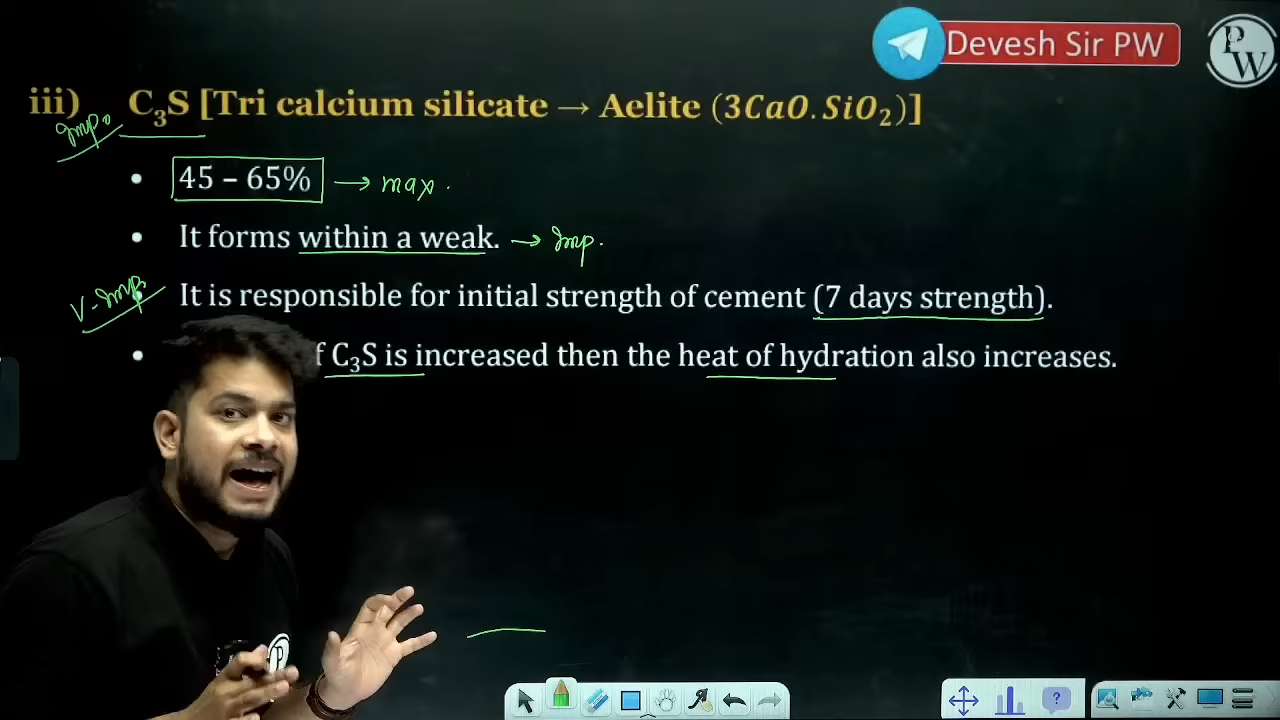 Devesh Sir PW
PW
iii) C₃S [Tri calcium silicate → Aelite (3CaO.SiO₂)]
Imp.
• 45 – 65% → max.
• It forms within a weak. → Imp.
V-Imp.
It is responsible for initial strength of cement (7 days strength).
• f C₃S is increased then the heat of hydration also increases.
P
?